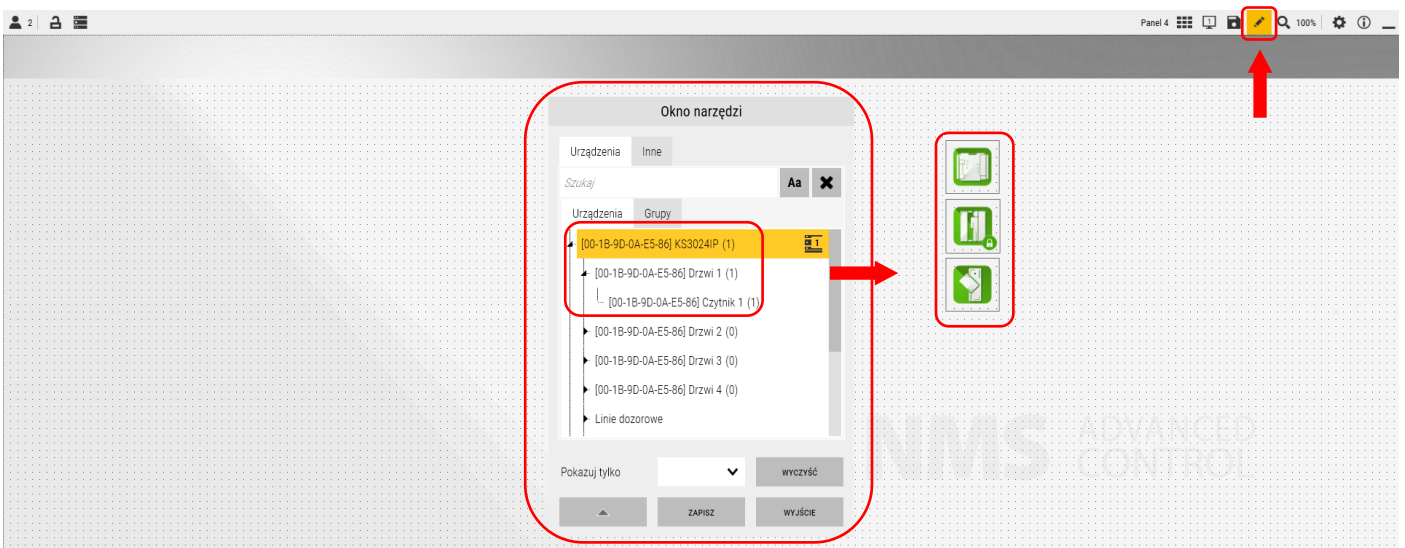 2
Panel 4
1
100%
Okno narzędzi
Urządzenia Inne
Szukaj Aa
Urządzenia Grupy
[00-1B-9D-0A-E5-86] KS3024IP (1) 1
[00-1B-9D-0A-E5-86] Drzwi 1 (1)
[00-1B-9D-0A-E5-86] Czytnik 1 (1)
[00-1B-9D-0A-E5-86] Drzwi 2 (0)
[00-1B-9D-0A-E5-86] Drzwi 3 (0)
[00-1B-9D-0A-E5-86] Drzwi 4 (0)
Linie dozorowe
Pokazuj tylko WYCZYŚĆ
ZAPISZ WYJŚCIE
NMS ADVANCED
CONTROL